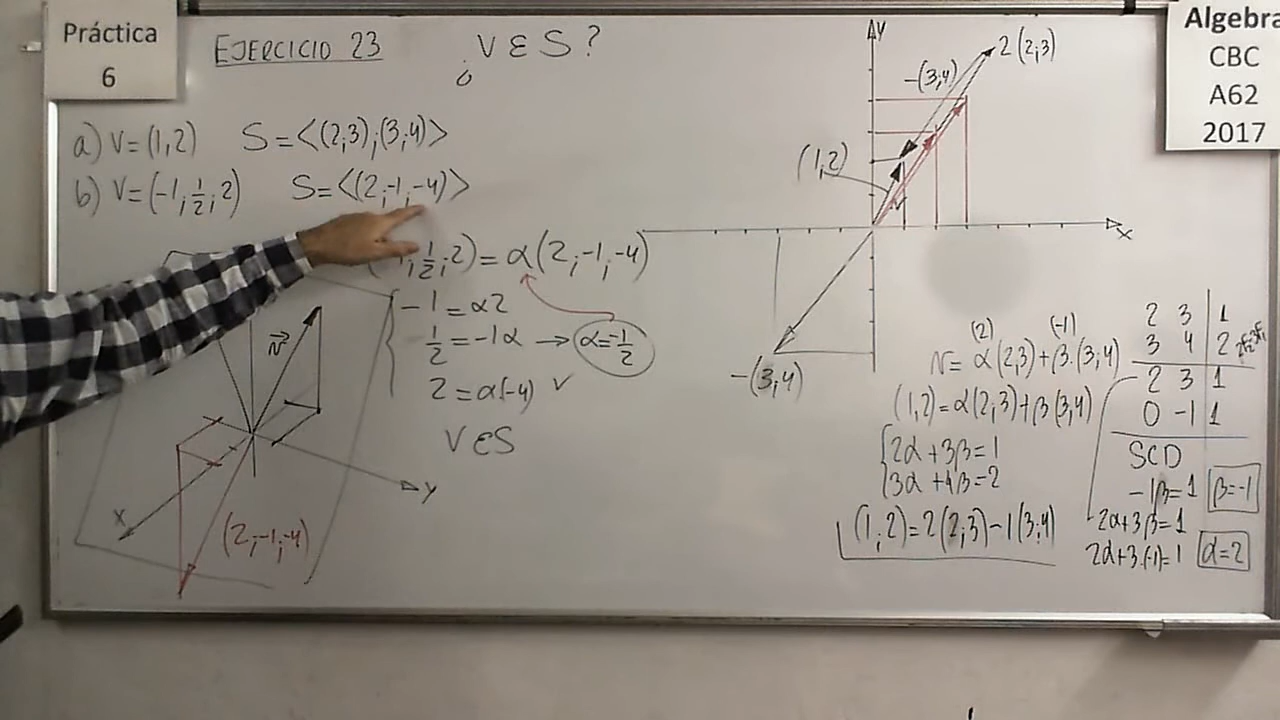 Práctica
6
EJERCICIO 23
¿V ∈ S?
Algebra
CBC
A62
2017
a) V=(1,2) S=<(2;3);(3,4)>
b) V=(-1;1/2;2) S=<(2;-1,-4)>
;1/2;2)=α(2;-1,-4)
-1=α2
1/2=-1α → α=-1/2
2=α(-4) ✓
V∈S
V
X
Y
(2,-1,-4)
y
2(2;3)
-(3;4)
(1,2)
V
x
-(3,4)
(2) (-1)
V=α(2,3)+β.(3;4)
(1,2)=α(2,3)+β(3,4)
2α+3β=1
3α+4β=2
(1,2)=2(2,3)-1(3;4)
2 3 | 1
3 4 | 2
2 3 | 1
0 -1 | 1
SCD
-1β=1 β=-1
2α+3β=1
2α+3.(-1)=1 α=2